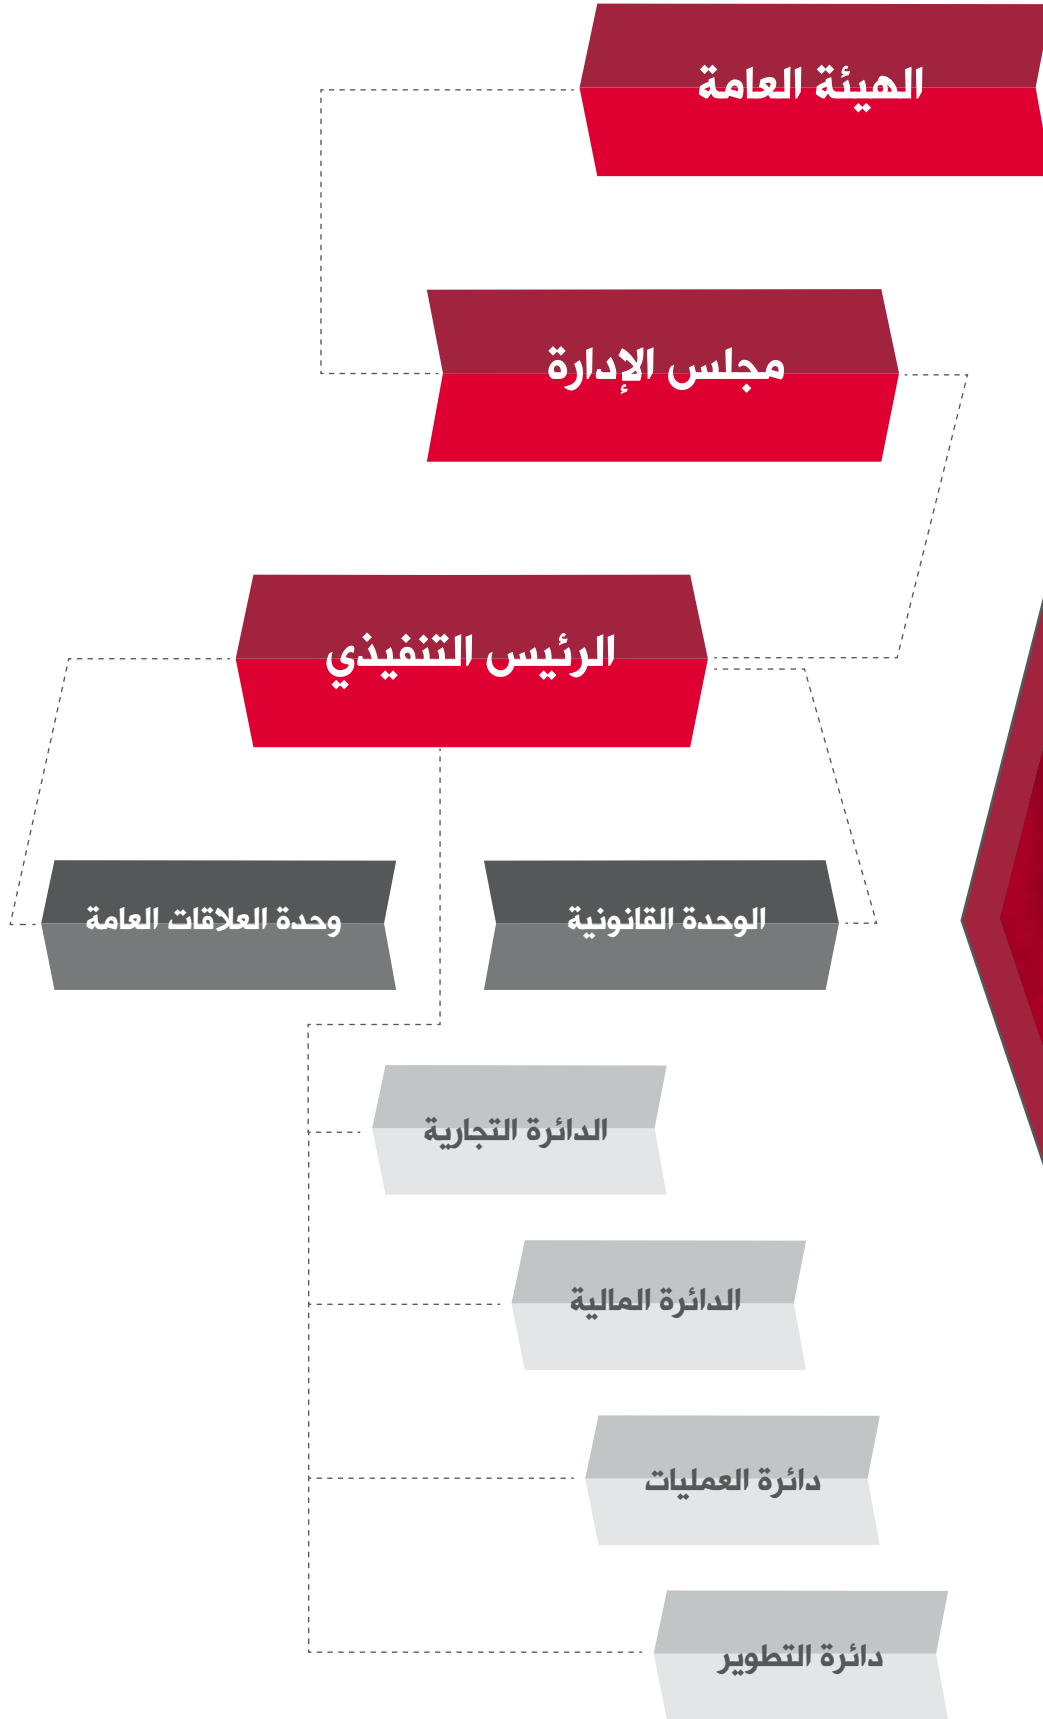 الهيئة العامة
مجلس الإدارة
الرئيس التنفيذي
الوحدة القانونية
وحدة العلاقات العامة
الدائرة التجارية
الدائرة المالية
دائرة العمليات
دائرة التطوير